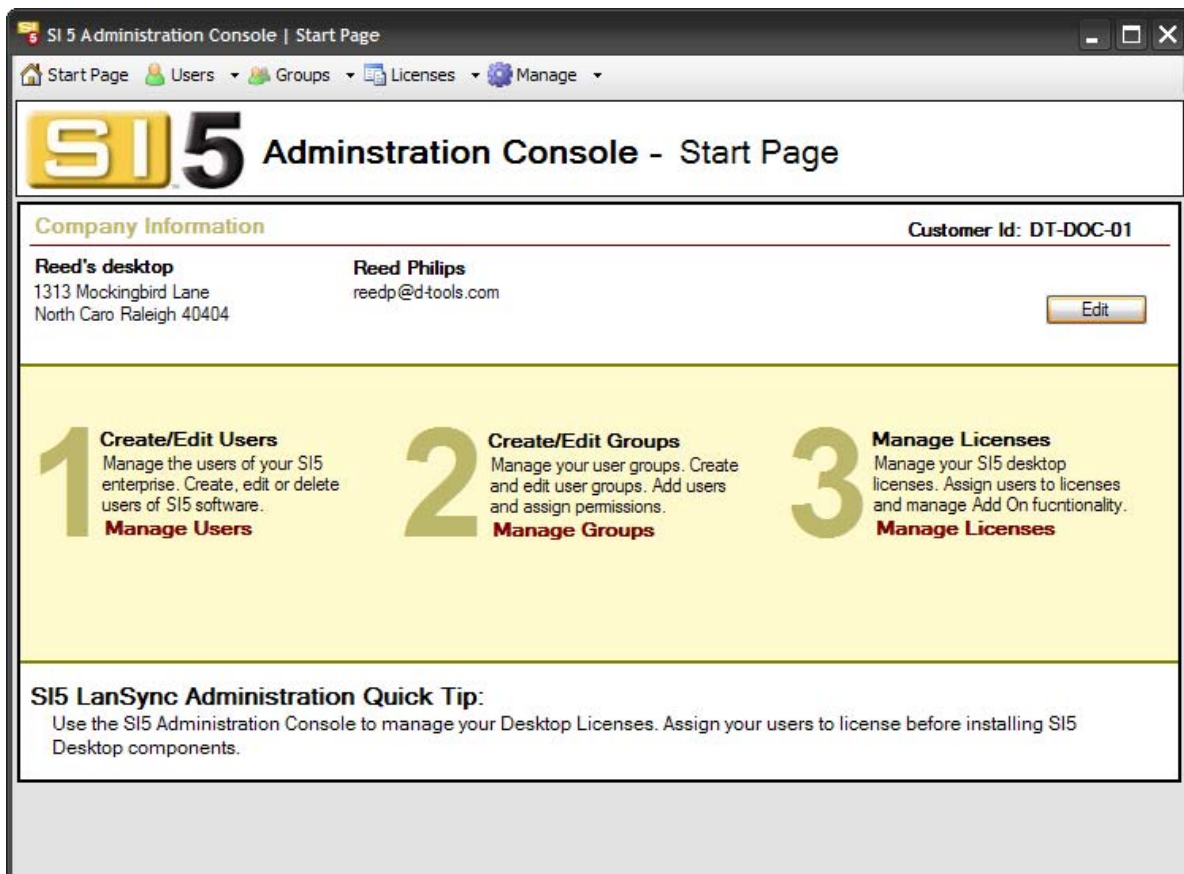 SI 5 Administration Console | Start Page
Start Page Users Groups Licenses Manage
SI5 Adminstration Console - Start Page
Company Information
Customer Id: DT-DOC-01
Reed's desktop
1313 Mockingbird Lane
North Caro Raleigh 40404
Reed Philips
reedp@d-tools.com
Edit
1
Create/Edit Users
Manage the users of your SI5
enterprise. Create, edit or delete
users of SI5 software.
Manage Users
2
Create/Edit Groups
Manage your user groups. Create
and edit user groups. Add users
and assign permissions.
Manage Groups
3
Manage Licenses
Manage your SI5 desktop
licenses. Assign users to licenses
and manage Add On fucntionality.
Manage Licenses
SI5 LanSync Administration Quick Tip:
Use the SI5 Administration Console to manage your Desktop Licenses. Assign your users to license before installing SI5
Desktop components.